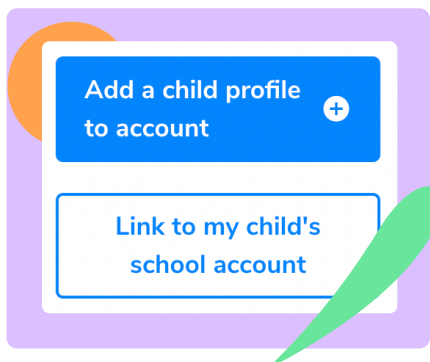 Add a child profile
to account
Link to my child's
school account